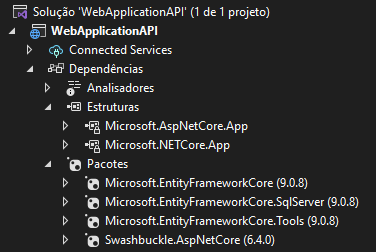 Solução 'WebApplicationAPI' (1 de 1 projeto)
WebApplicationAPI
Connected Services
Dependências
Analisadores
Estruturas
Microsoft.AspNetCore.App
Microsoft.NETCore.App
Pacotes
Microsoft.EntityFrameworkCore (9.0.8)
Microsoft.EntityFrameworkCore.SqlServer (9.0.8)
Microsoft.EntityFrameworkCore.Tools (9.0.8)
Swashbuckle.AspNetCore (6.4.0)